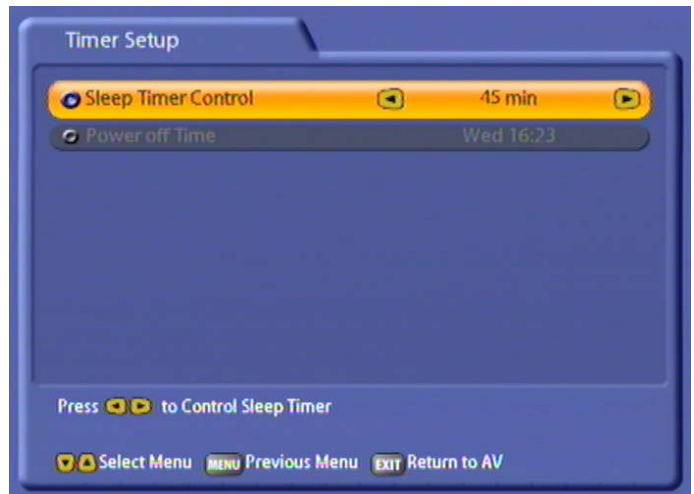 Timer Setup
Sleep Timer Control 45 min
Power off Time Wed 16:23
Press to Control Sleep Timer
Select Menu MENU Previous Menu EXIT Return to AV